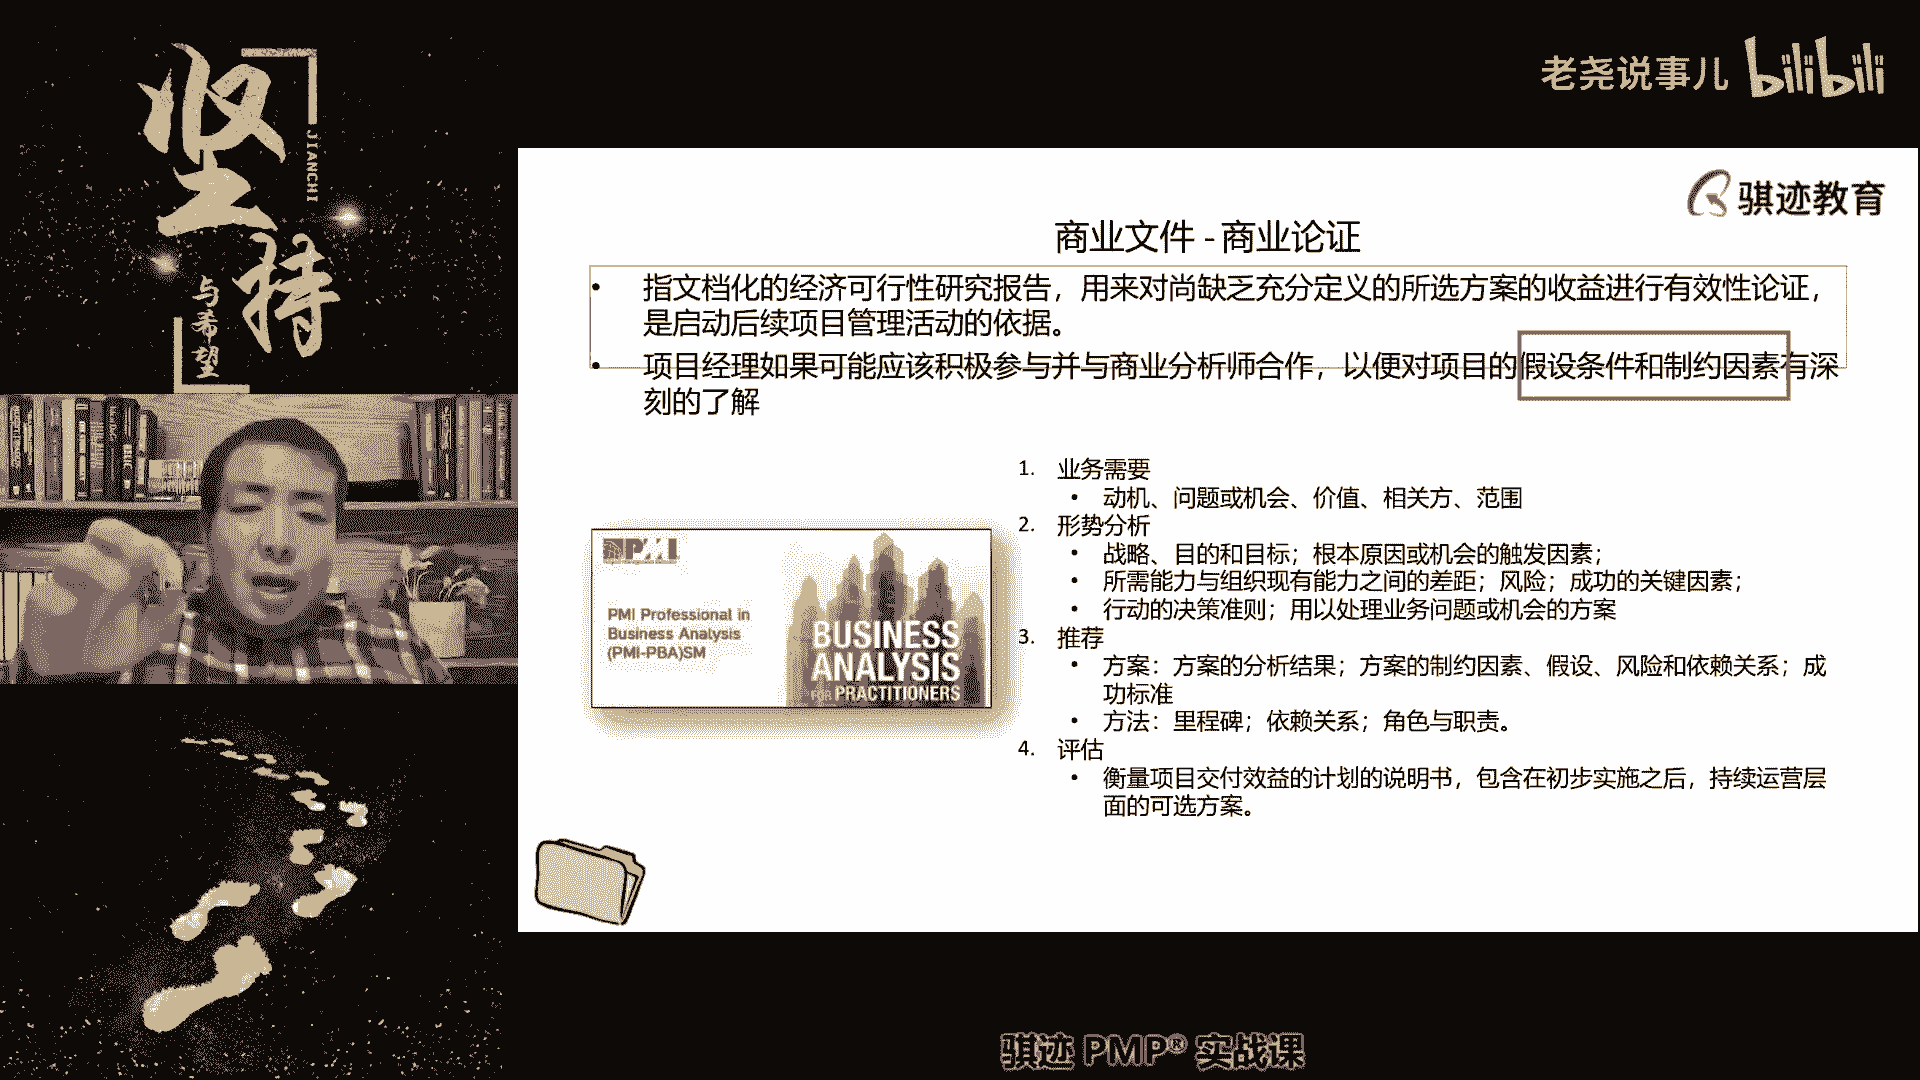 坚持
JIANCHI
与希望
老尧说事儿 bilibili
骐迹教育
商业文件 - 商业论证
• 指文档化的经济可行性研究报告，用来对尚缺乏充分定义的所选方案的收益进行有效性论证，
是启动后续项目管理活动的依据。
• 项目经理如果可能应该积极参与并与商业分析师合作，以便对项目的假设条件和制约因素有深
刻的了解
PMI
PMI Professional in
Business Analysis
(PMI-PBA)SM
BUSINESS
ANALYSIS
FOR PRACTITIONERS
1. 业务需要
• 动机、问题或机会、价值、相关方、范围
2. 形势分析
• 战略、目的和目标；根本原因或机会的触发因素；
• 所需能力与组织现有能力之间的差距；风险；成功的关键因素；
• 行动的决策准则；用以处理业务问题或机会的方案
3. 推荐
• 方案：方案的分析结果；方案的制约因素、假设、风险和依赖关系；成
功标准
• 方法：里程碑；依赖关系；角色与职责。
4. 评估
• 衡量项目交付效益的计划的说明书，包含在初步实施之后，持续运营层
面的可选方案。
骐迹 PMP® 实战课